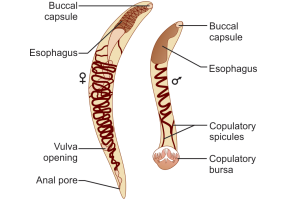 Buccal
capsule
Esophagus
♀
Vulva
opening
Anal pore
Buccal
capsule
Esophagus
♂
Copulatory
spicules
Copulatory
bursa